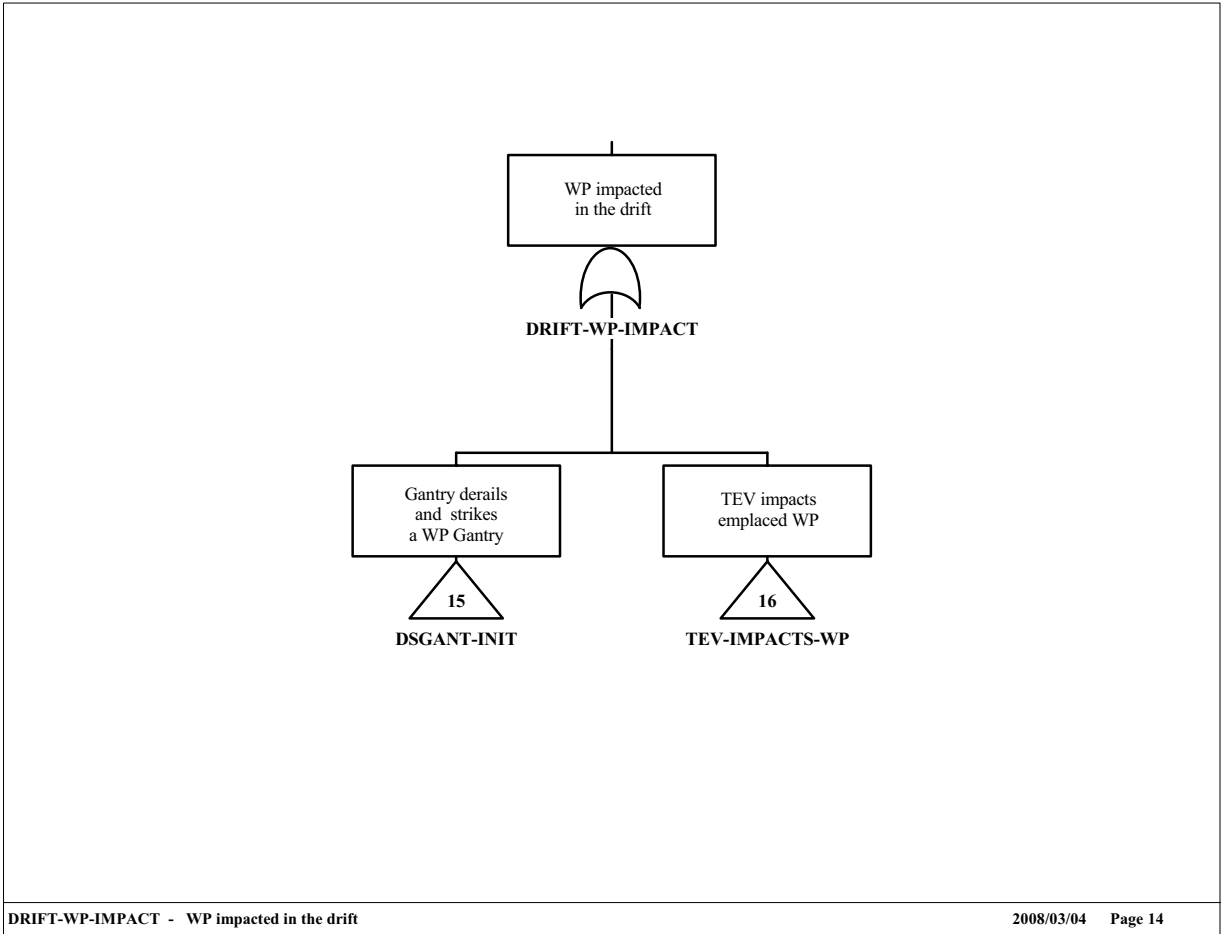 WP impacted
in the drift
DRIFT-WP-IMPACT
Gantry derails
and strikes
a WP Gantry
15
DSGANT-INIT
TEV impacts
emplaced WP
16
TEV-IMPACTS-WP
DRIFT-WP-IMPACT - WP impacted in the drift
2008/03/04 Page 14